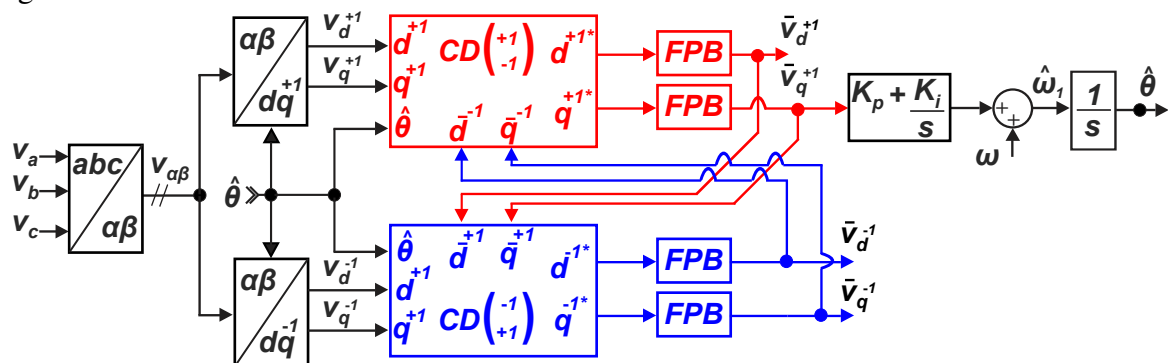 v_d^{+1}
v_q^{+1}
αβ
dq^{+1}
d^{+1}
q^{+1}
θ̂
CD(^{+1}_{-1})
d^{+1*}
q^{+1*}
d̄^{-1}
q̄^{-1}
FPB
FPB
v̄_d^{+1}
v̄_q^{+1}
K_p + K_i
s
+
+
ω
ω̂_1
1
s
θ̂
v_a
v_b
v_c
abc
αβ
v_{αβ}
θ̂
αβ
dq^{-1}
v_d^{-1}
v_q^{-1}
θ̂
d^{+1}
q^{+1}
d̄^{+1}
q̄^{+1}
CD(^{-1}_{+1})
d^{-1*}
q^{-1*}
FPB
FPB
v̄_d^{-1}
v̄_q^{-1}